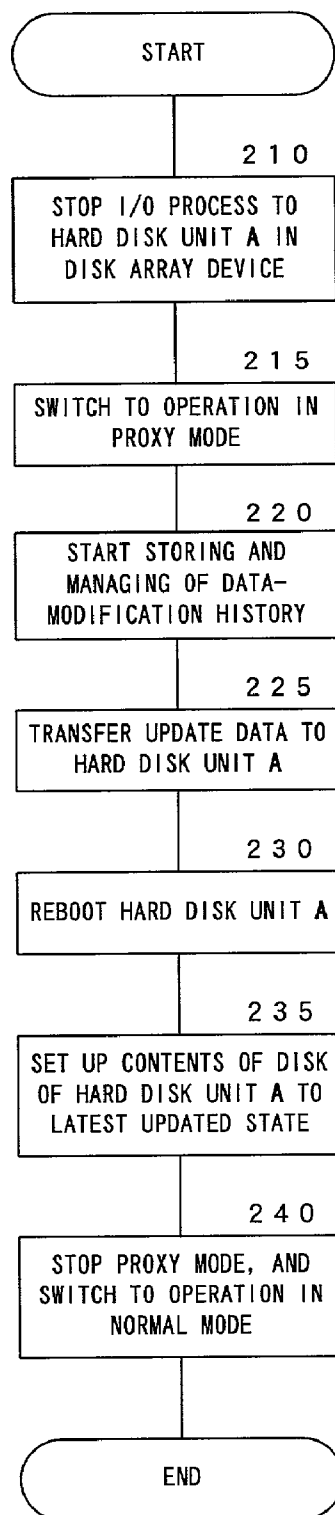 START
210
STOP I/O PROCESS TO
HARD DISK UNIT A IN
DISK ARRAY DEVICE
215
SWITCH TO OPERATION IN
PROXY MODE
220
START STORING AND
MANAGING OF DATA-
MODIFICATION HISTORY
225
TRANSFER UPDATE DATA TO
HARD DISK UNIT A
230
REBOOT HARD DISK UNIT A
235
SET UP CONTENTS OF DISK
OF HARD DISK UNIT A TO
LATEST UPDATED STATE
240
STOP PROXY MODE, AND
SWITCH TO OPERATION IN
NORMAL MODE
END